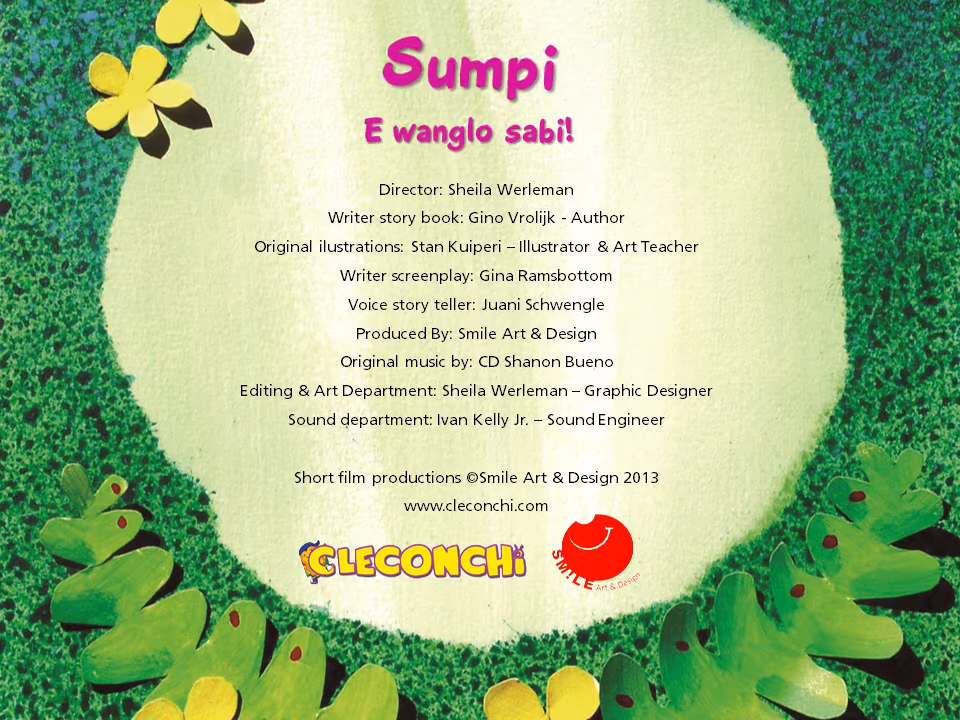 Sumpi
E wanglo sabi!
Director: Sheila Werleman
Writer story book: Gino Vrolijk - Author
Original ilustrations: Stan Kuiperi – Illustrator & Art Teacher
Writer screenplay: Gina Ramsbottom
Voice story teller: Juani Schwengle
Produced By: Smile Art & Design
Original music by: CD Shanon Bueno
Editing & Art Department: Sheila Werleman – Graphic Designer
Sound department: Ivan Kelly Jr. – Sound Engineer
Short film productions ©Smile Art & Design 2013
www.cleconchi.com
CLECONCHi
SMILE Art & Design